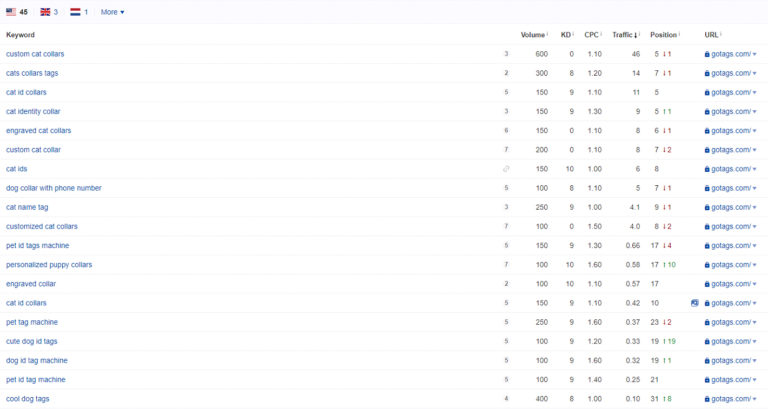 45 3 1 More
Keyword Volume KD CPC Traffic↓ Position URL
custom cat collars 3 600 0 1.10 46 5 ↓1 gotags.com/
cats collars tags 2 300 8 1.20 14 7 ↓1 gotags.com/
cat id collars 5 150 9 1.10 11 5 gotags.com/
cat identity collar 3 150 9 1.30 9 5 ↑1 gotags.com/
engraved cat collars 6 150 0 1.10 8 6 ↓1 gotags.com/
custom cat collar 7 200 0 1.10 8 7 ↓2 gotags.com/
cat ids 150 10 1.00 6 8 gotags.com/
dog collar with phone number 5 100 8 1.10 5 7 ↓1 gotags.com/
cat name tag 3 250 9 1.00 4.1 9 ↓1 gotags.com/
customized cat collars 7 100 0 1.50 4.0 8 ↓2 gotags.com/
pet id tags machine 5 150 9 1.30 0.66 17 ↓4 gotags.com/
personalized puppy collars 7 100 10 1.60 0.58 17 ↑10 gotags.com/
engraved collar 2 100 10 1.10 0.57 17 gotags.com/
cat id collars 5 150 9 1.10 0.42 10 gotags.com/
pet tag machine 5 250 9 1.60 0.37 23 ↓2 gotags.com/
cute dog id tags 5 100 9 1.20 0.33 19 ↑19 gotags.com/
dog id tag machine 5 100 9 1.60 0.32 19 ↑1 gotags.com/
pet id tag machine 5 100 9 1.40 0.25 21 gotags.com/
cool dog tags 4 400 8 1.00 0.10 31 ↑8 gotags.com/